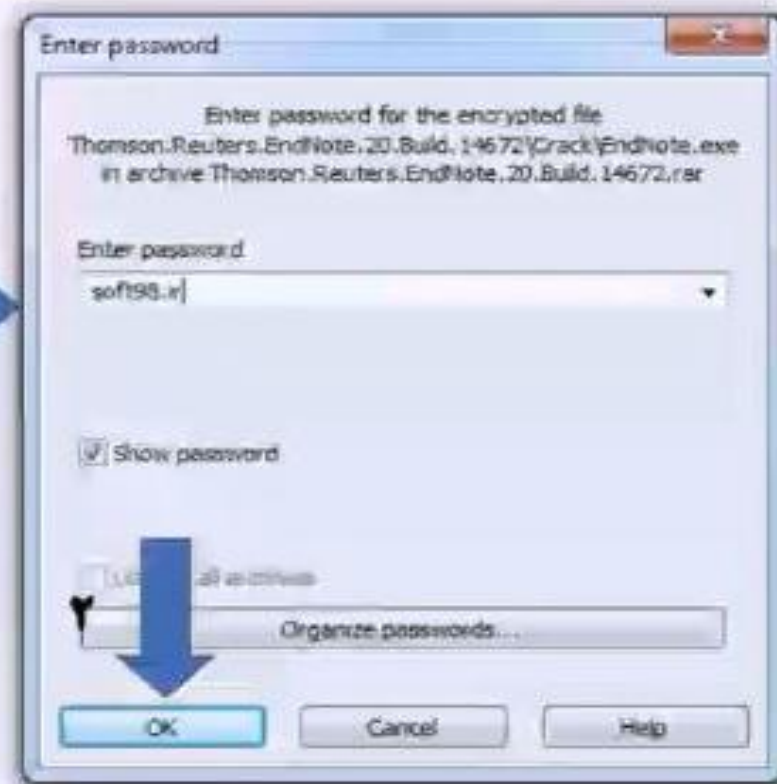 Enter password
Enter password for the encrypted file
Thomson.Reuters.EndNote.20.Build.14672\Crack\EndNote.exe
in archive Thomson.Reuters.EndNote.20.Build.14672.rar
Enter password
soft98.ir
Show password
all archives
۲
Organize passwords...
OK
Cancel
Help